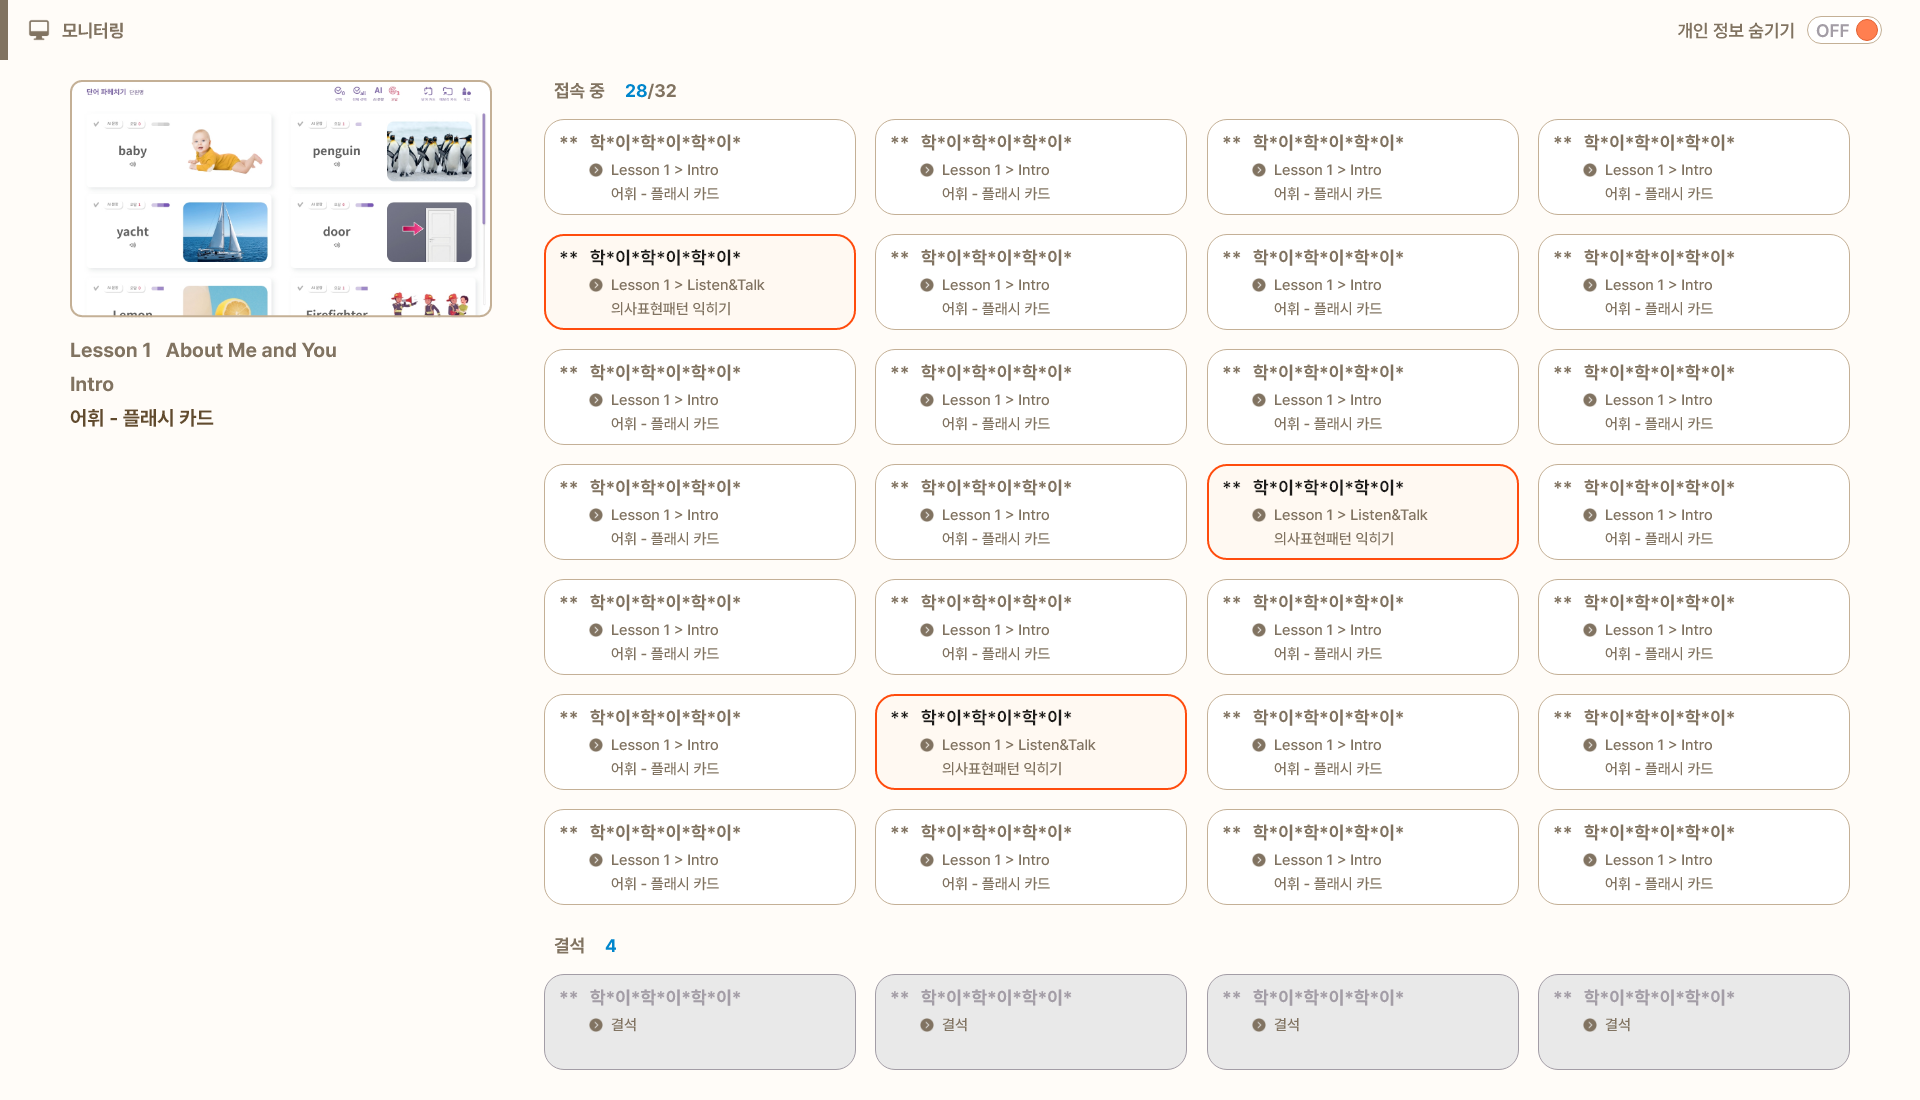 모니터링
개인 정보 숨기기 OFF
단어 파헤치기 단원명
baby
penguin
yacht
door
Lemon
Firefighter
Lesson 1 About Me and You
Intro
어휘 - 플래시 카드
접속 중 28/32
** 학*이*학*이*학*이*
Lesson 1 > Intro
어휘 - 플래시 카드
** 학*이*학*이*학*이*
Lesson 1 > Intro
어휘 - 플래시 카드
** 학*이*학*이*학*이*
Lesson 1 > Intro
어휘 - 플래시 카드
** 학*이*학*이*학*이*
Lesson 1 > Intro
어휘 - 플래시 카드
** 학*이*학*이*학*이*
Lesson 1 > Listen&Talk
의사표현패턴 익히기
** 학*이*학*이*학*이*
Lesson 1 > Intro
어휘 - 플래시 카드
** 학*이*학*이*학*이*
Lesson 1 > Intro
어휘 - 플래시 카드
** 학*이*학*이*학*이*
Lesson 1 > Intro
어휘 - 플래시 카드
** 학*이*학*이*학*이*
Lesson 1 > Intro
어휘 - 플래시 카드
** 학*이*학*이*학*이*
Lesson 1 > Intro
어휘 - 플래시 카드
** 학*이*학*이*학*이*
Lesson 1 > Intro
어휘 - 플래시 카드
** 학*이*학*이*학*이*
Lesson 1 > Intro
어휘 - 플래시 카드
** 학*이*학*이*학*이*
Lesson 1 > Intro
어휘 - 플래시 카드
** 학*이*학*이*학*이*
Lesson 1 > Intro
어휘 - 플래시 카드
** 학*이*학*이*학*이*
Lesson 1 > Listen&Talk
의사표현패턴 익히기
** 학*이*학*이*학*이*
Lesson 1 > Intro
어휘 - 플래시 카드
** 학*이*학*이*학*이*
Lesson 1 > Intro
어휘 - 플래시 카드
** 학*이*학*이*학*이*
Lesson 1 > Intro
어휘 - 플래시 카드
** 학*이*학*이*학*이*
Lesson 1 > Intro
어휘 - 플래시 카드
** 학*이*학*이*학*이*
Lesson 1 > Intro
어휘 - 플래시 카드
** 학*이*학*이*학*이*
Lesson 1 > Intro
어휘 - 플래시 카드
** 학*이*학*이*학*이*
Lesson 1 > Listen&Talk
의사표현패턴 익히기
** 학*이*학*이*학*이*
Lesson 1 > Intro
어휘 - 플래시 카드
** 학*이*학*이*학*이*
Lesson 1 > Intro
어휘 - 플래시 카드
** 학*이*학*이*학*이*
Lesson 1 > Intro
어휘 - 플래시 카드
** 학*이*학*이*학*이*
Lesson 1 > Intro
어휘 - 플래시 카드
** 학*이*학*이*학*이*
Lesson 1 > Intro
어휘 - 플래시 카드
** 학*이*학*이*학*이*
Lesson 1 > Intro
어휘 - 플래시 카드
결석 4
** 학*이*학*이*학*이*
결석
** 학*이*학*이*학*이*
결석
** 학*이*학*이*학*이*
결석
** 학*이*학*이*학*이*
결석